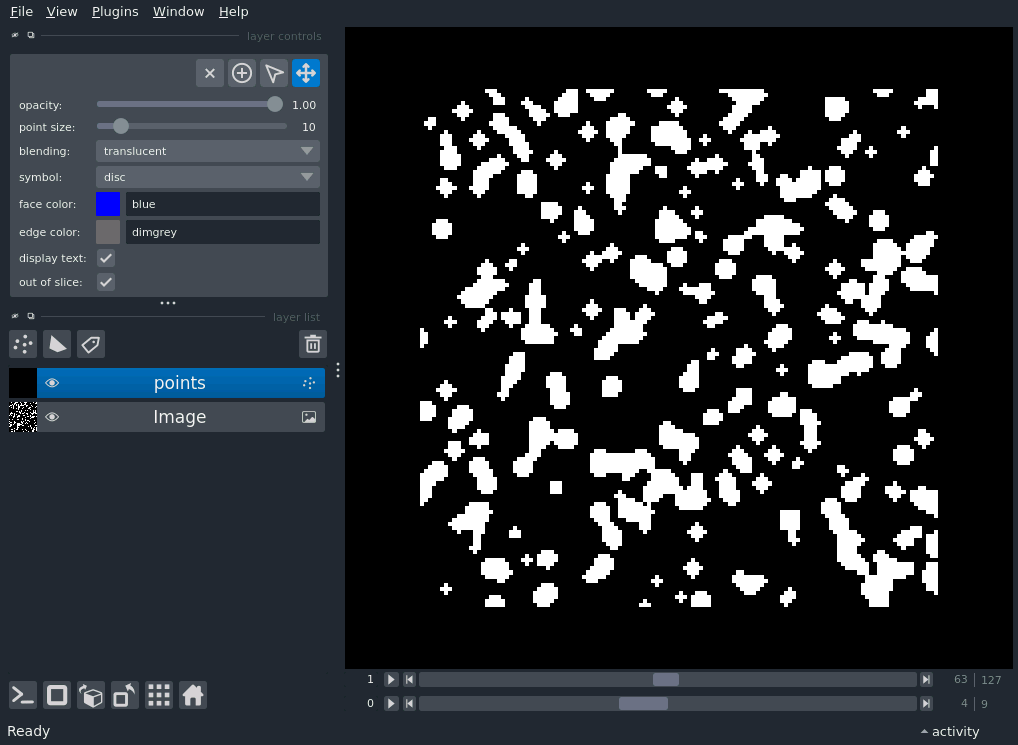 File View Plugins Window Help
layer controls
opacity: 1.00
point size: 10
blending: translucent
symbol: disc
face color: blue
edge color: dimgrey
display text:
out of slice:
layer list
points
Image
1 63 127
0 4 9
Ready activity